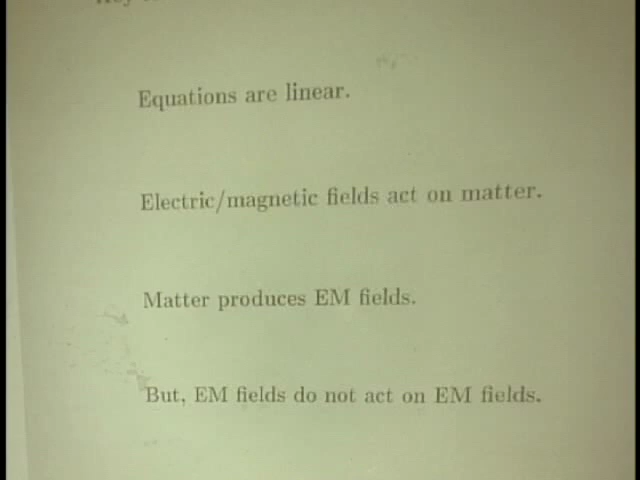 Equations are linear.
Electric/magnetic fields act on matter.
Matter produces EM fields.
But, EM fields do not act on EM fields.